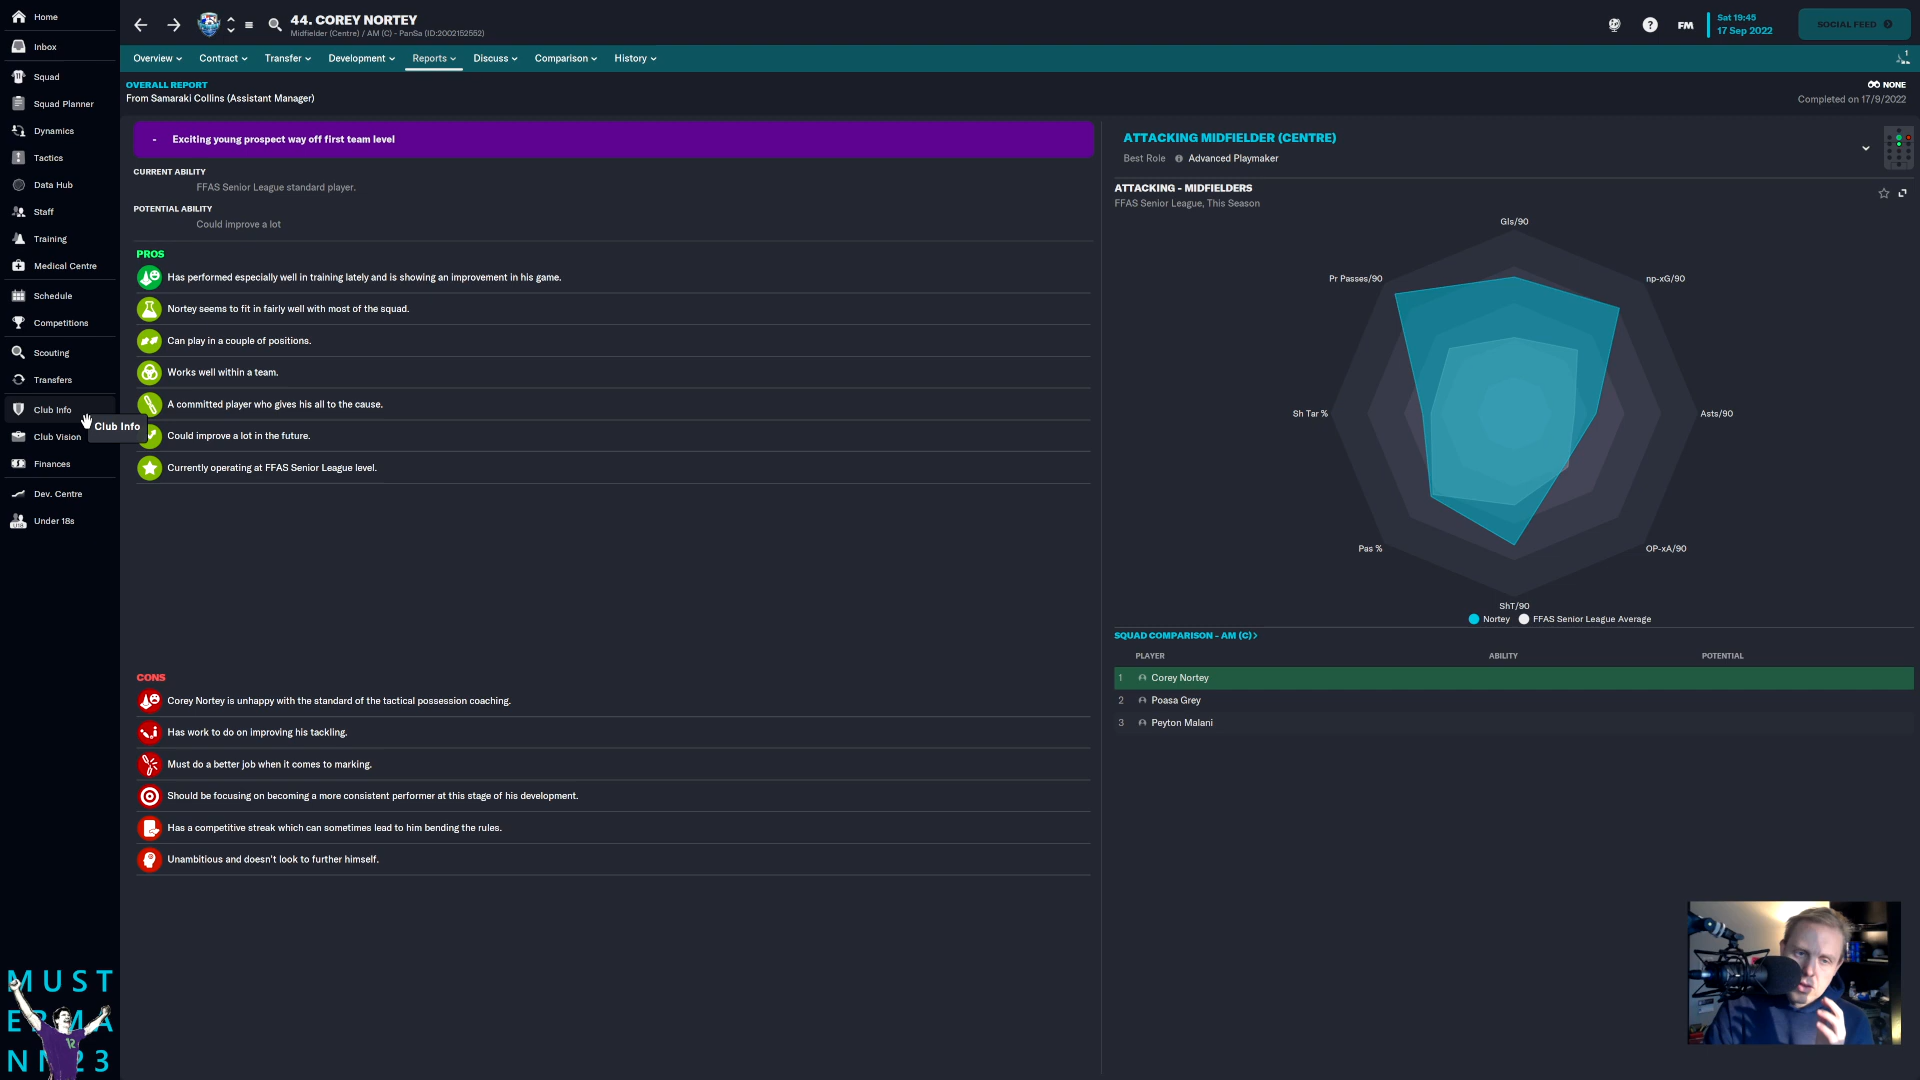 Home
Inbox
Squad
Squad Planner
Dynamics
Tactics
Data Hub
Staff
Training
Medical Centre
Schedule
Competitions
Scouting
Transfers
Club Info
Club Info
Club Vision
Finances
Dev. Centre
Under 18s
MUST
ERMA
NN23
44. COREY NORTEY
Midfielder (Centre) / AM (C) - PanSa (ID:2002152552)
FM
Sat 19:45
17 Sep 2022
SOCIAL FEED
Overview
Contract
Transfer
Development
Reports
Discuss
Comparison
History
1
OVERALL REPORT
From Samaraki Collins (Assistant Manager)
NONE
Completed on 17/9/2022
- Exciting young prospect way off first team level
CURRENT ABILITY
FFAS Senior League standard player.
POTENTIAL ABILITY
Could improve a lot
PROS
Has performed especially well in training lately and is showing an improvement in his game.
Nortey seems to fit in fairly well with most of the squad.
Can play in a couple of positions.
Works well within a team.
A committed player who gives his all to the cause.
Could improve a lot in the future.
Currently operating at FFAS Senior League level.
CONS
Corey Nortey is unhappy with the standard of the tactical possession coaching.
Has work to do on improving his tackling.
Must do a better job when it comes to marking.
Should be focusing on becoming a more consistent performer at this stage of his development.
Has a competitive streak which can sometimes lead to him bending the rules.
Unambitious and doesn't look to further himself.
ATTACKING MIDFIELDER (CENTRE)
Best Role Advanced Playmaker
ATTACKING - MIDFIELDERS
FFAS Senior League, This Season
Gls/90
Pr Passes/90
np-xG/90
Sh Tar %
Asts/90
Pas %
OP-xA/90
ShT/90
Nortey
FFAS Senior League Average
SQUAD COMPARISON - AM (C)
PLAYER ABILITY POTENTIAL
1 Corey Nortey
2 Poasa Grey
3 Peyton Malani